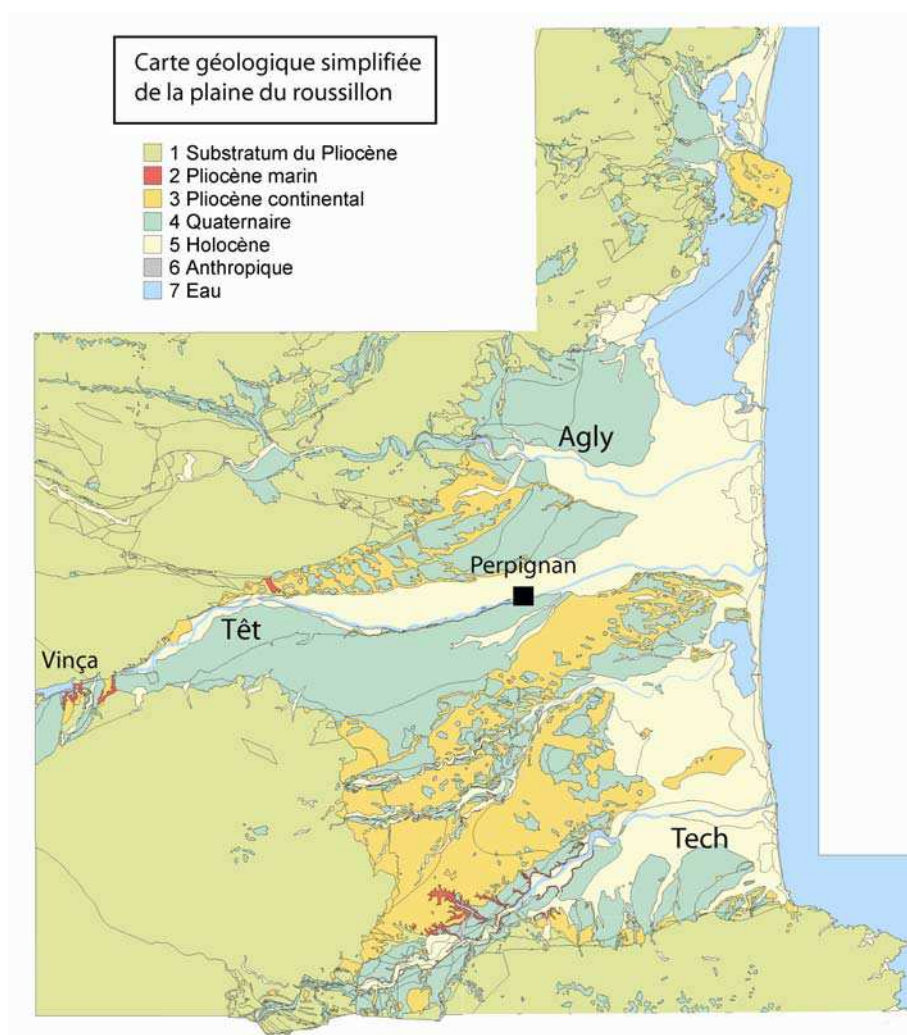 Carte géologique simplifiée
de la plaine du roussillon
1 Substratum du Pliocène
2 Pliocène marin
3 Pliocène continental
4 Quaternaire
5 Holocène
6 Anthropique
7 Eau
Agly
Perpignan
Têt
Vinça
Tech